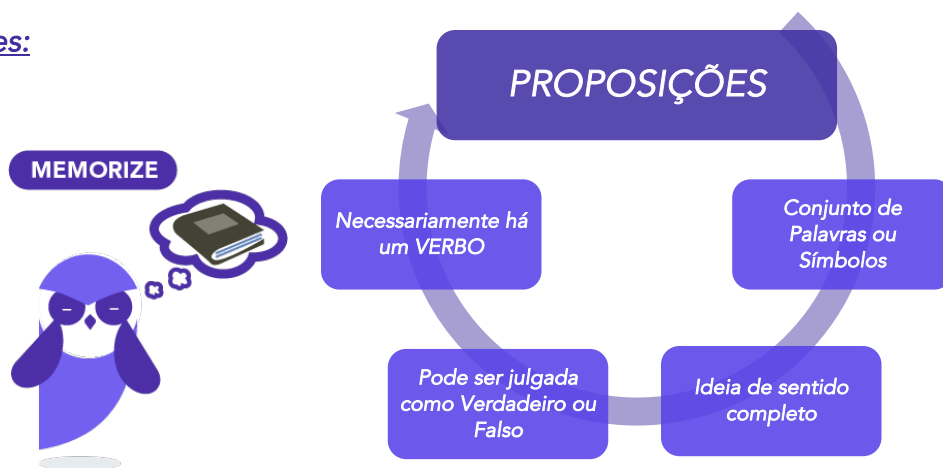 es:
PROPOSIÇÕES
MEMORIZE
Conjunto de
Palavras ou
Símbolos
Ideia de sentido
completo
Pode ser julgada
como Verdadeiro ou
Falso
Necessariamente há
um VERBO